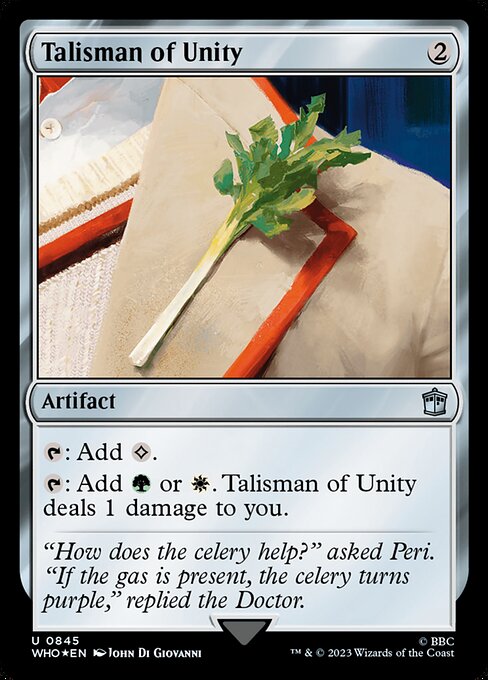 Talisman of Unity 2
Artifact
: Add .
: Add or . Talisman of Unity
deals 1 damage to you.
“How does the celery help?” asked Peri.
“If the gas is present, the celery turns
purple,” replied the Doctor.
U 0845
WHO★EN John Di Giovanni
© BBC
™ & © 2023 Wizards of the Coast